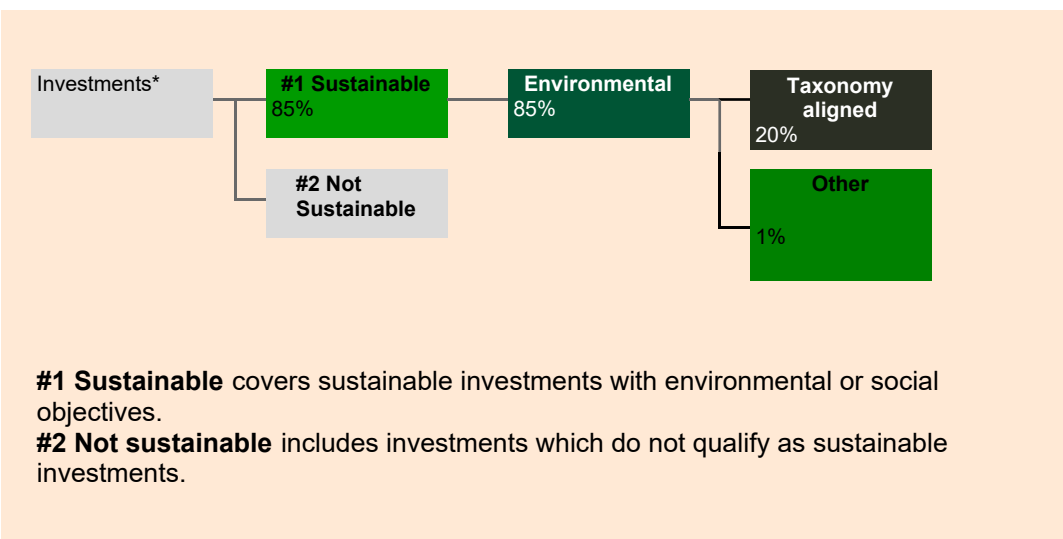 Investments*
#1 Sustainable
85%
Environmental
85%
Taxonomy
aligned
20%
#2 Not
Sustainable
Other
1%
#1 Sustainable covers sustainable investments with environmental or social
objectives.
#2 Not sustainable includes investments which do not qualify as sustainable
investments.